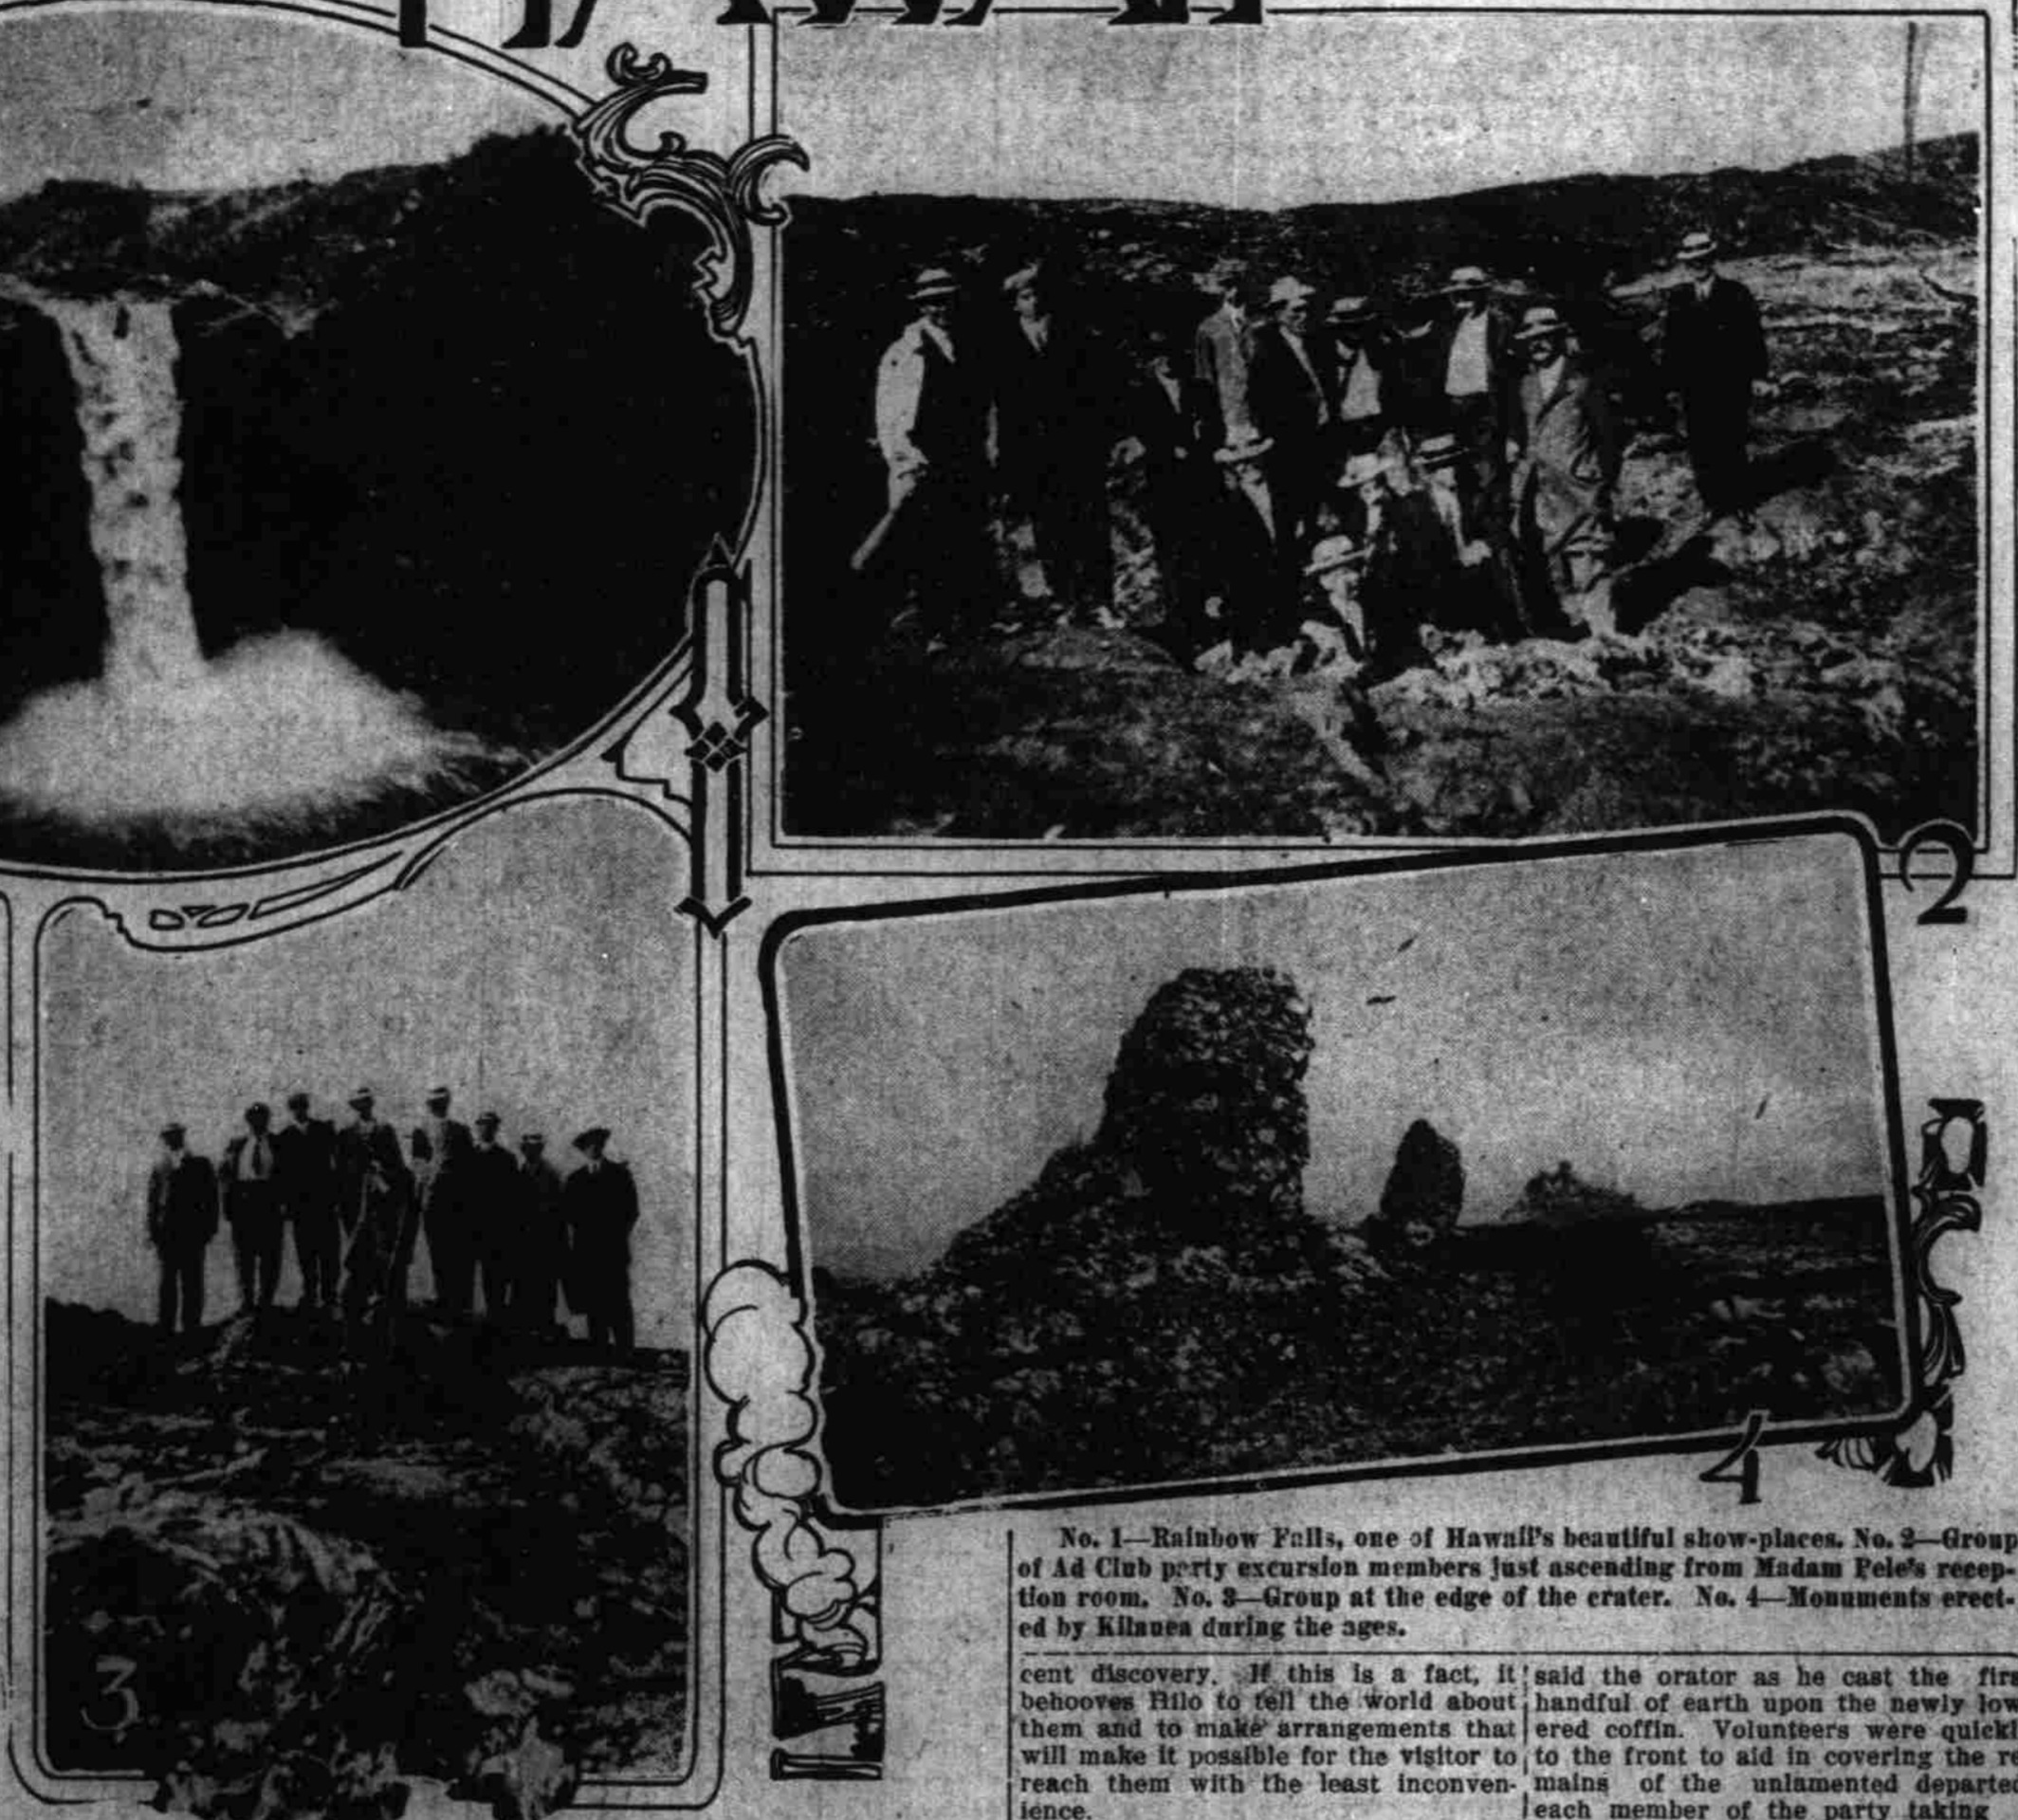 2
3
4
No. 1—Rainbow Falls, one of Hawaii's beautiful show-places. No. 2—Group
of Ad Club party excursion members just ascending from Madam Pele's recep-
tion room. No. 3—Group at the edge of the crater. No. 4—Monuments erect-
ed by Kilauea during the ages.
cent discovery. If this is a fact, it
behooves Hilo to tell the world about
them and to make arrangements that
will make it possible for the visitor to
reach them with the least inconven-
ience.
said the orator as he cast the firs
handful of earth upon the newly low
ered coffin. Volunteers were quickl
to the front to aid in covering the re
mains of the unlamented departed
each member of the party taking